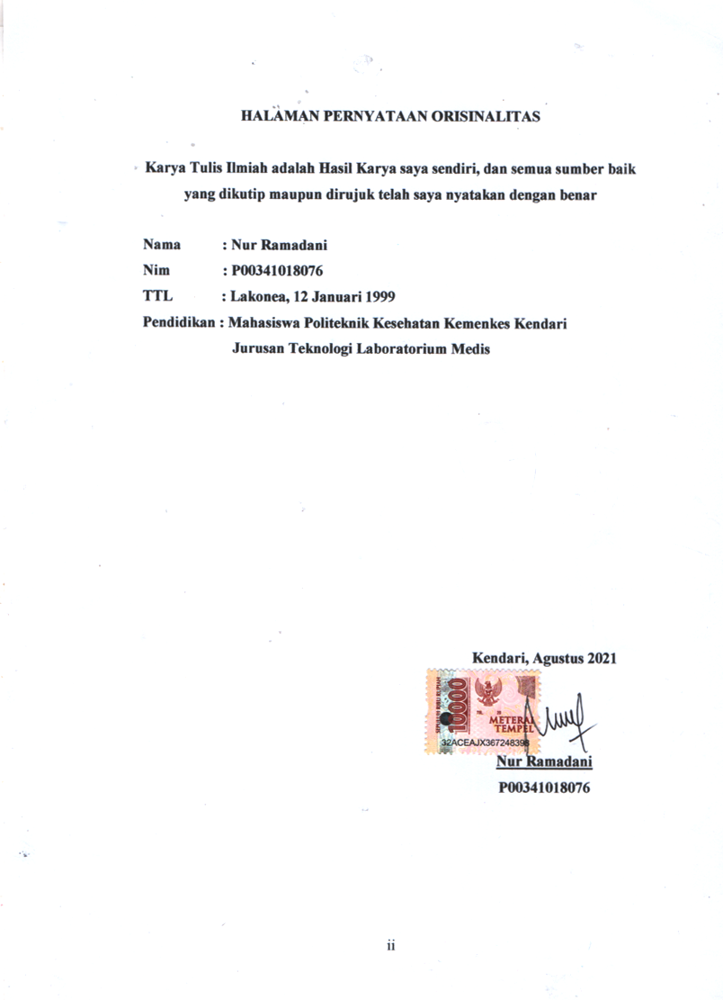 HALAMAN PERNYATAAN ORISINALITAS
Karya Tulis Ilmiah adalah Hasil Karya saya sendiri, dan semua sumber baik
yang dikutip maupun dirujuk telah saya nyatakan dengan benar
Nama : Nur Ramadani
Nim : P00341018076
TTL : Lakonea, 12 Januari 1999
Pendidikan : Mahasiswa Politeknik Kesehatan Kemenkes Kendari
Jurusan Teknologi Laboratorium Medis
Kendari, Agustus 2021
SEPULUH RIBU RUPIAH
10000
TGL. 20
METERAI
TEMPEL
32ACEAJX367248396
Nur Ramadani
P00341018076
ii